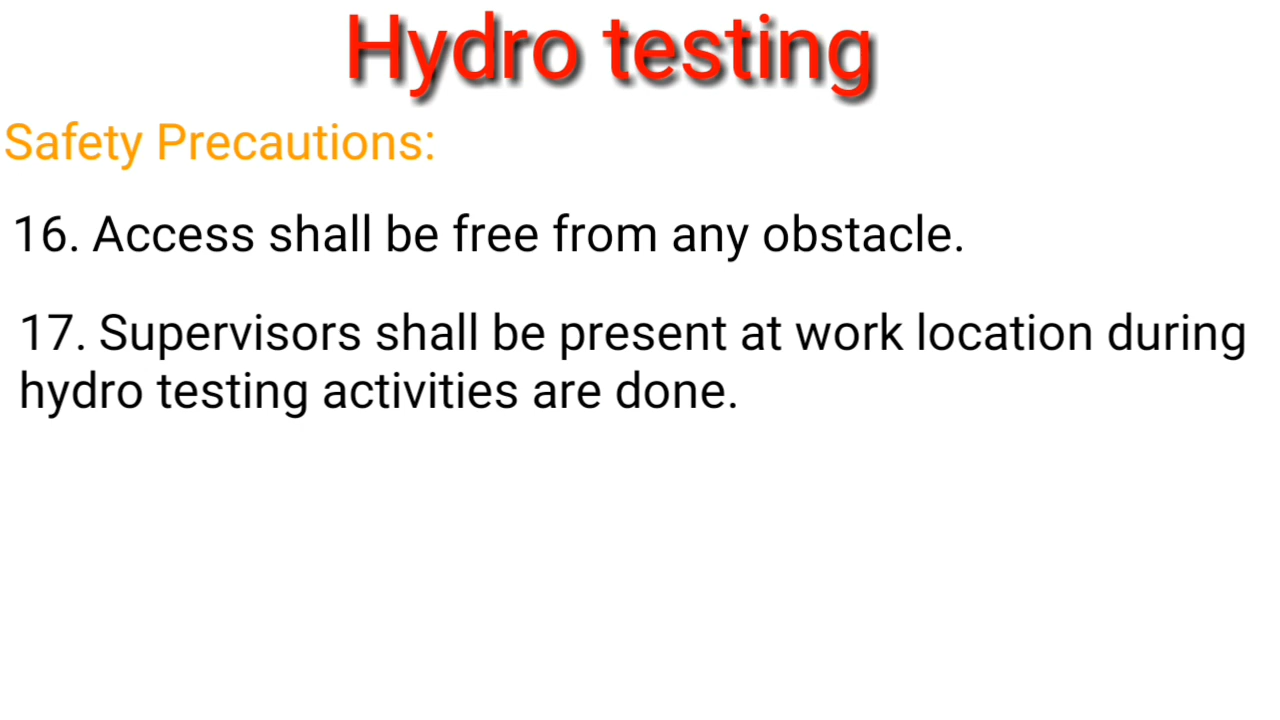 Hydro testing
Safety Precautions:
16. Access shall be free from any obstacle.
17. Supervisors shall be present at work location during
hydro testing activities are done.